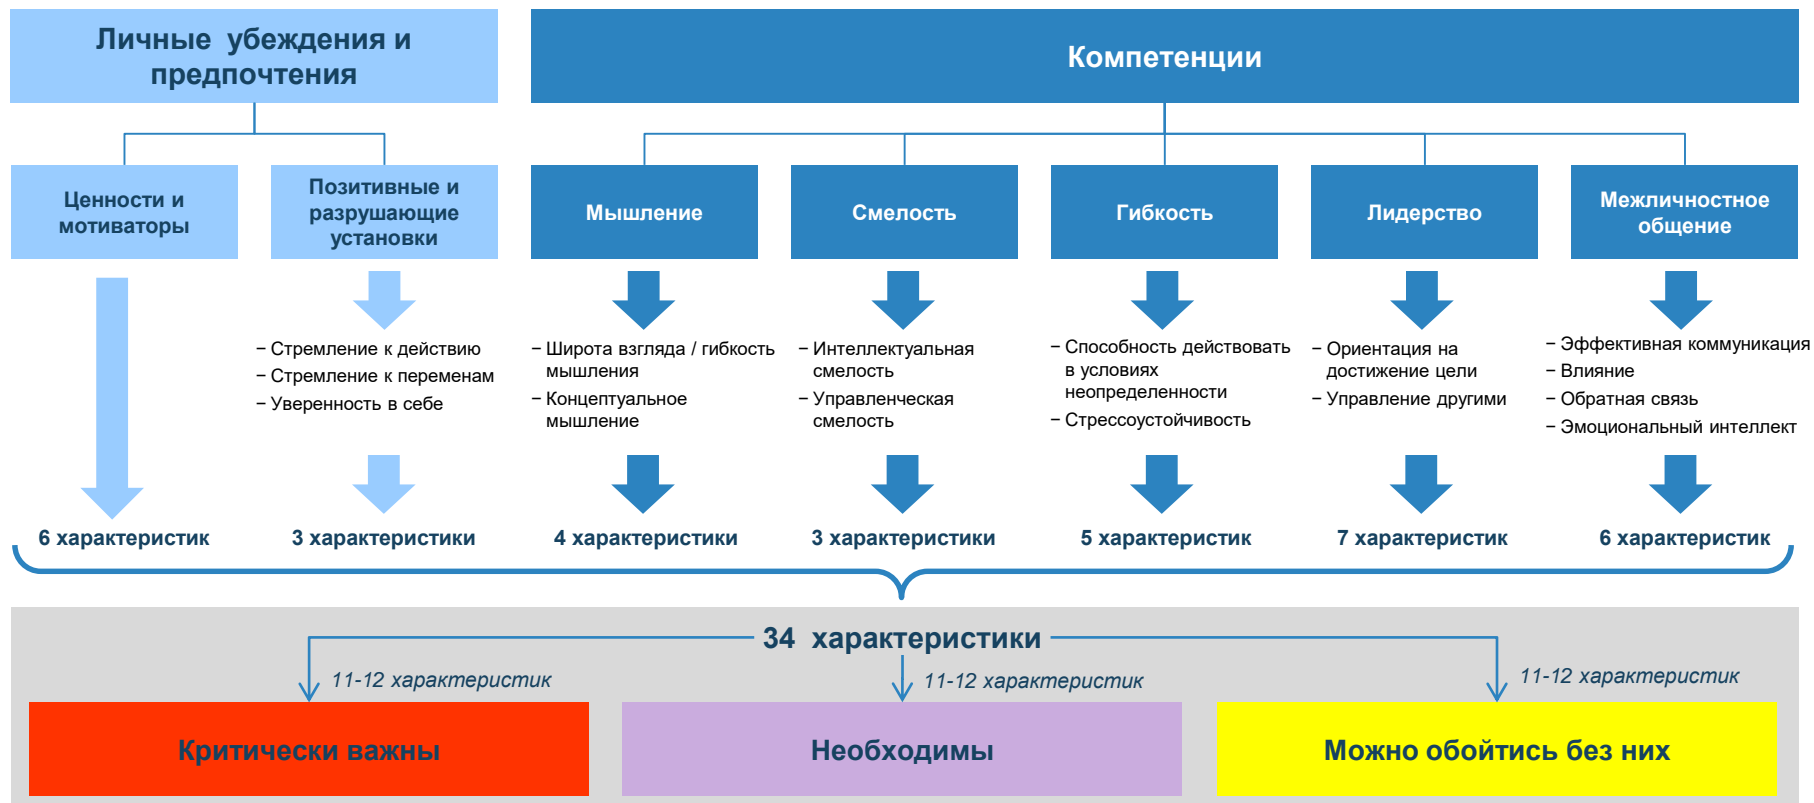 Личные убеждения и
предпочтения
Компетенции
Ценности и
мотиваторы
Позитивные и
разрушающие
установки
Мышление
Смелость
Гибкость
Лидерство
Межличностное
общение
– Стремление к действию
– Стремление к переменам
– Уверенность в себе
– Широта взгляда / гибкость
мышления
– Концептуальное
мышление
– Интеллектуальная
смелость
– Управленческая
смелость
– Способность действовать
в условиях
неопределенности
– Стрессоустойчивость
– Ориентация на
достижение цели
– Управление другими
– Эффективная коммуникация
– Влияние
– Обратная связь
– Эмоциональный интеллект
6 характеристик
3 характеристики
4 характеристики
3 характеристики
5 характеристик
7 характеристик
6 характеристик
34 характеристики
11-12 характеристик
11-12 характеристик
11-12 характеристик
Критически важны
Необходимы
Можно обойтись без них